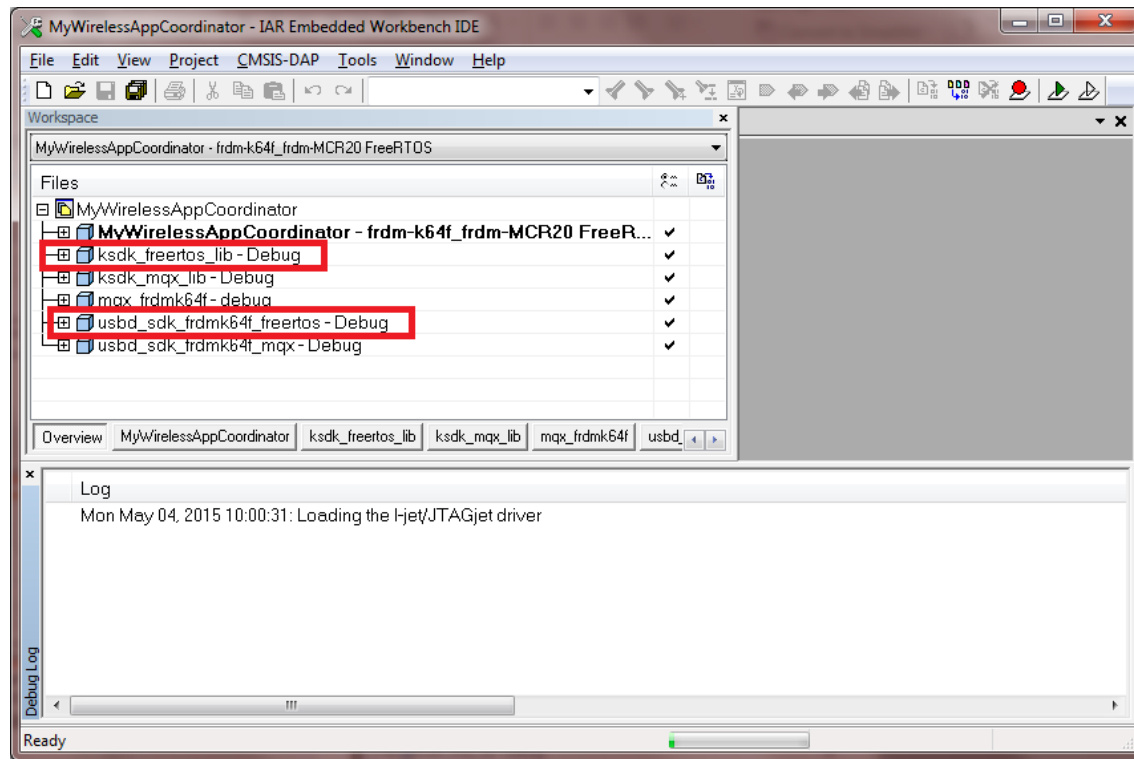 MyWirelessAppCoordinator - IAR Embedded Workbench IDE
File Edit View Project CMSIS-DAP Tools Window Help
Workspace
MyWirelessAppCoordinator - frdm-k64f_frdm-MCR20 FreeRTOS
Files
MyWirelessAppCoordinator
MyWirelessAppCoordinator - frdm-k64f_frdm-MCR20 FreeR...
ksdk_freertos_lib - Debug
ksdk_mqx_lib - Debug
mqx_frdmk64f - debug
usbd_sdk_frdmk64f_freertos - Debug
usbd_sdk_frdmk64f_mqx - Debug
Overview MyWirelessAppCoordinator ksdk_freertos_lib ksdk_mqx_lib mqx_frdmk64f usbd_
Log
Mon May 04, 2015 10:00:31: Loading the I-jet/JTAGjet driver
Debug Log
Ready